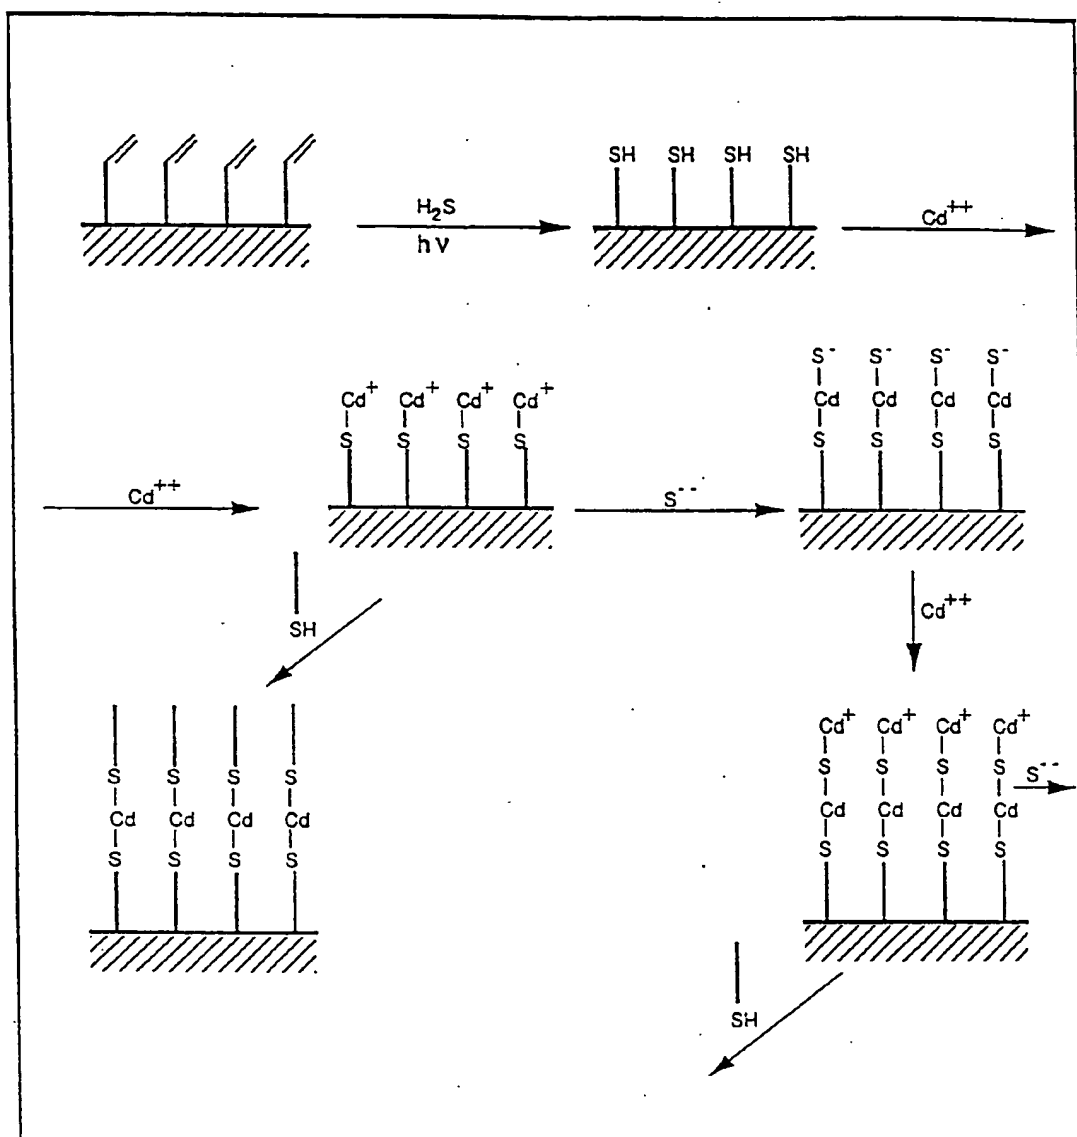 H2S
hν
SH SH SH SH
Cd++
Cd++
Cd+ Cd+ Cd+ Cd+
S S S S
S--
S- S- S- S-
Cd Cd Cd Cd
S S S S
Cd++
SH
S S S S
Cd Cd Cd Cd
S S S S
Cd+ Cd+ Cd+ Cd+
S S S S
Cd Cd Cd Cd
S S S S
S--
SH